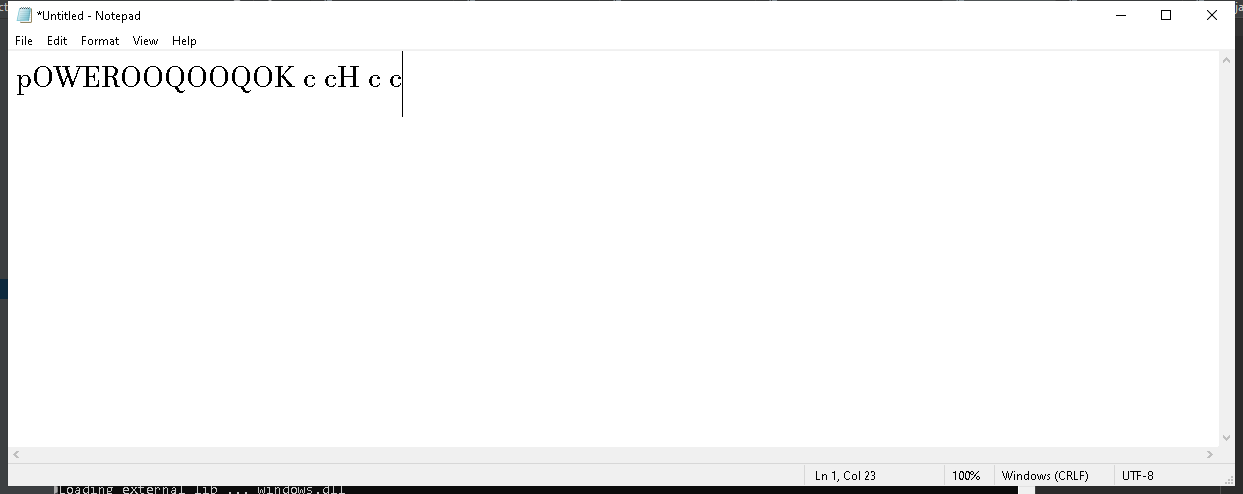 *Untitled - Notepad
File Edit Format View Help
pOWEROOQOOQOK c cH c c
Ln 1, Col 23 100% Windows (CRLF) UTF-8
Loading external lib ... windows.dll